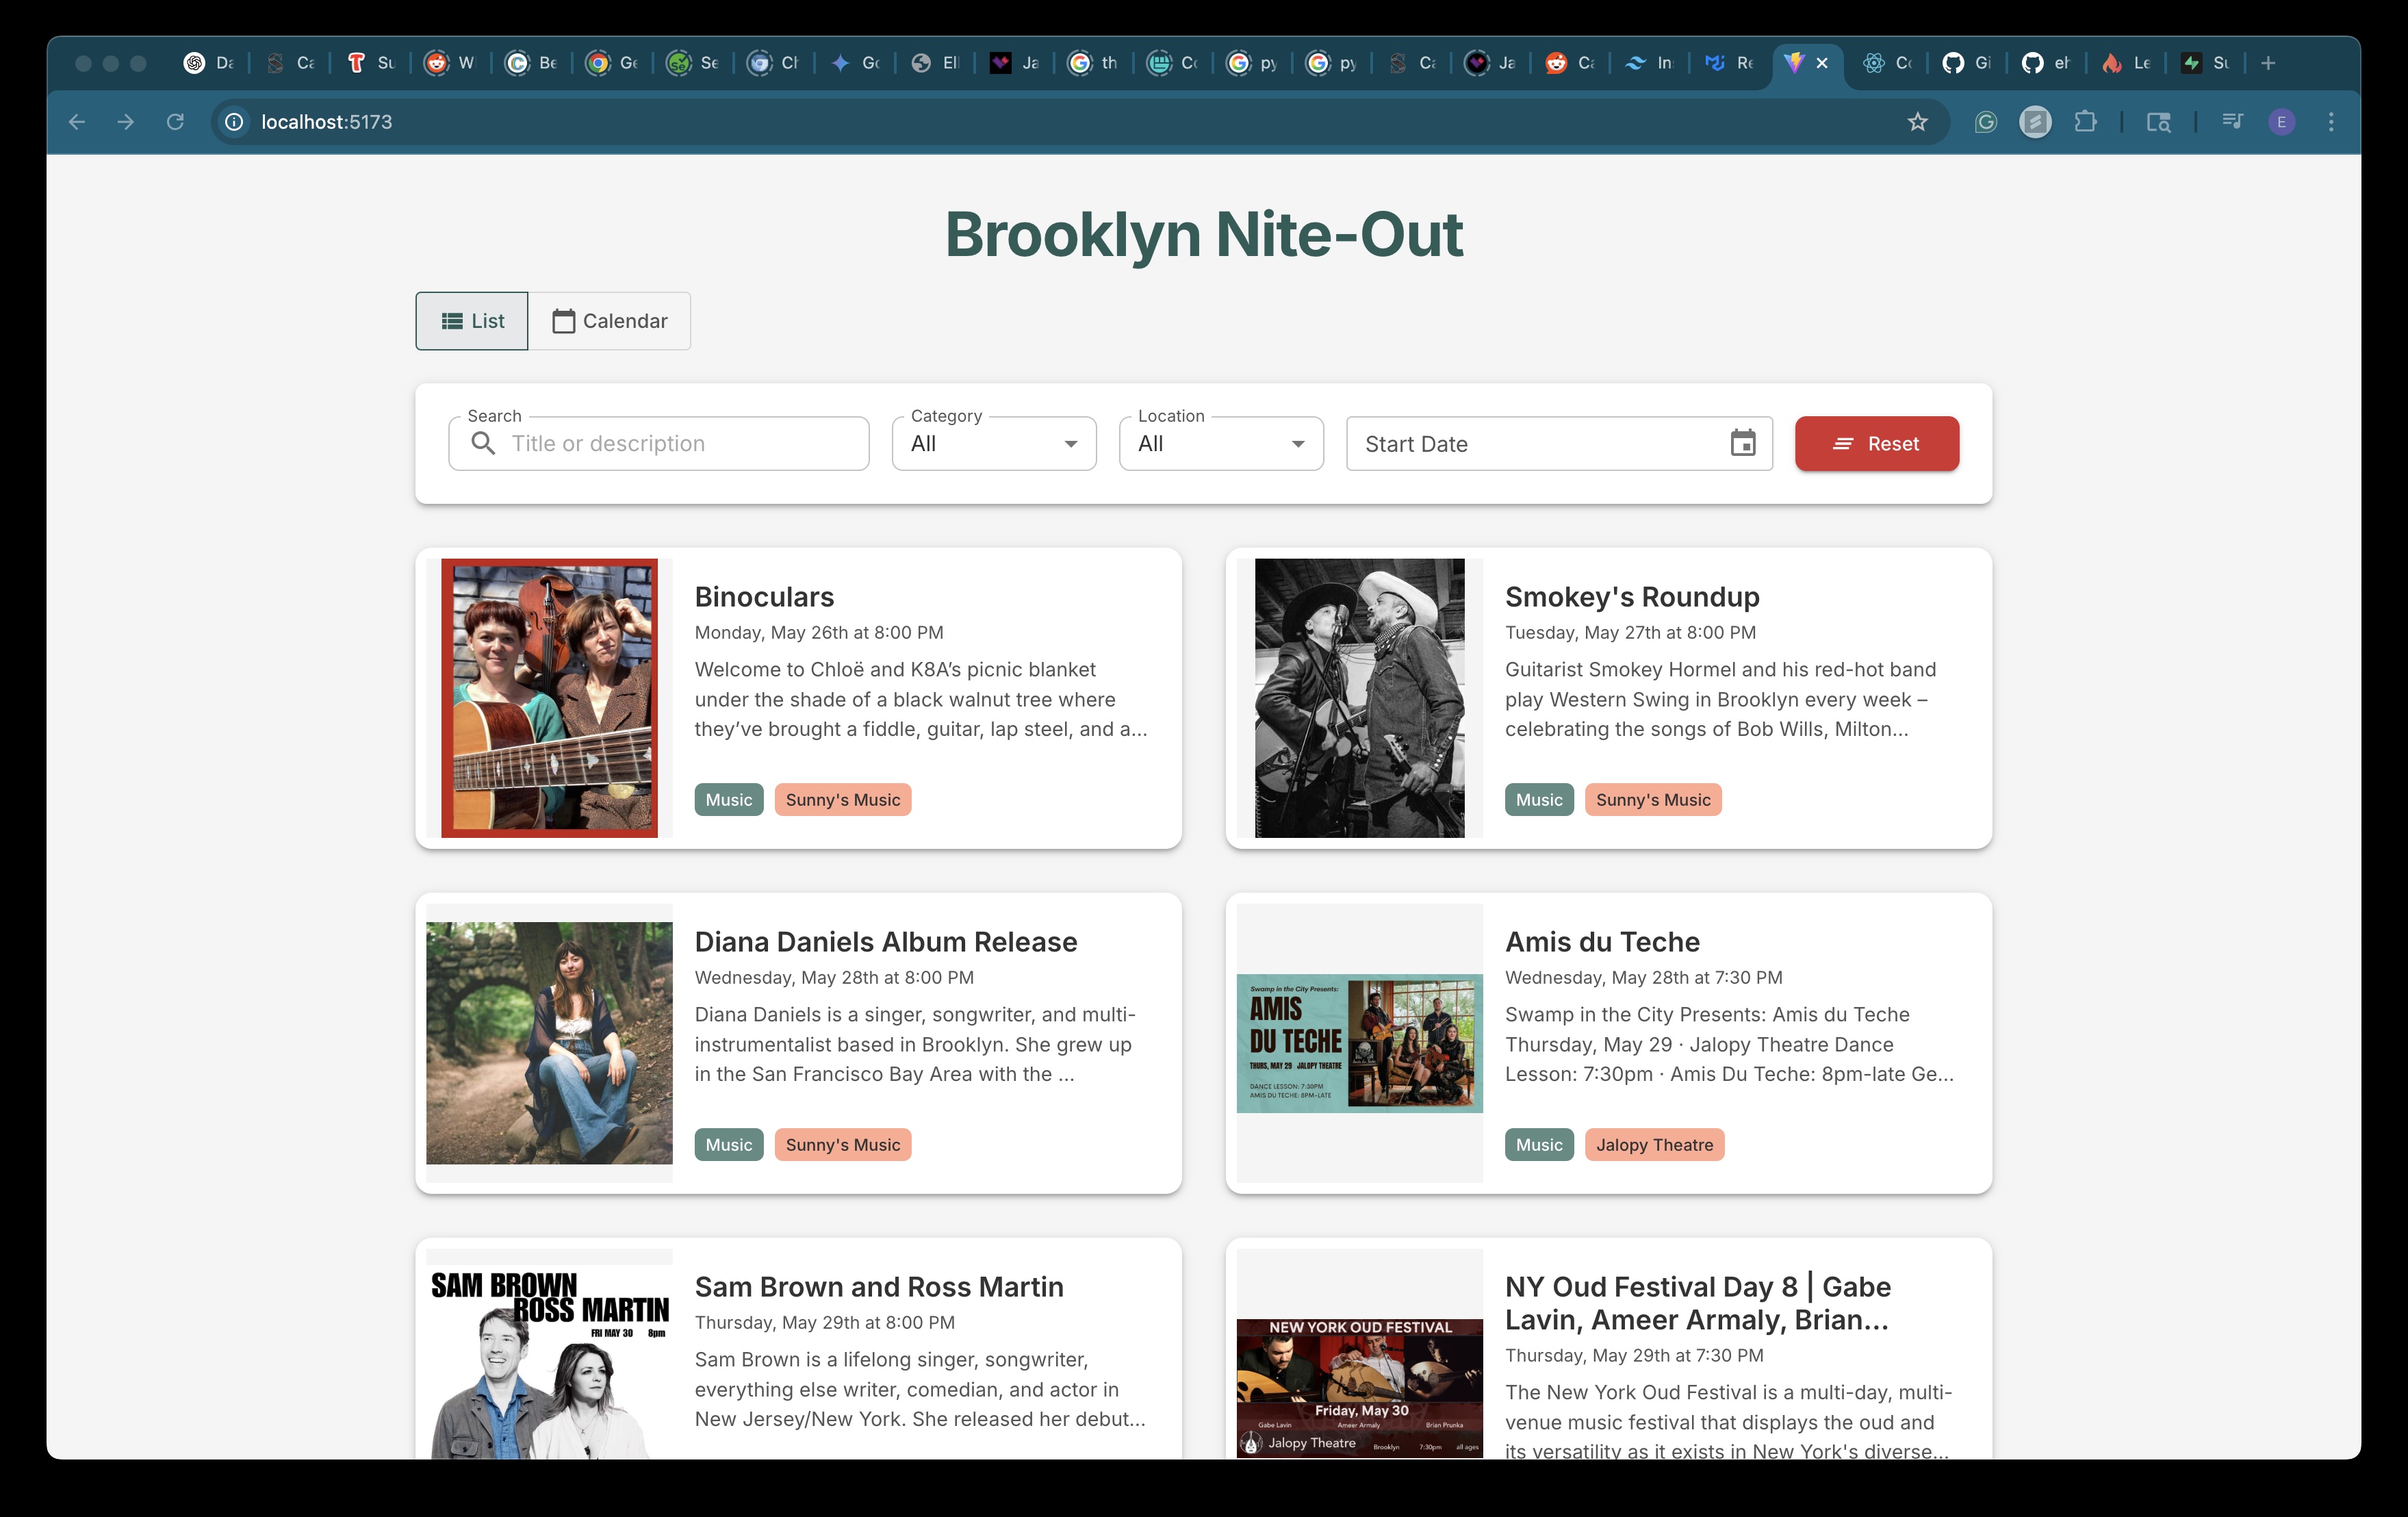 Da
Ca
Su
W
Be
Ge
Se
Ch
Go
Ell
Ja
th
Co
py
py
Ca
Ja
Ca
In
Re
Co
Gi
eh
Le
Su
localhost:5173
E
Brooklyn Nite-Out
List
Calendar
Search
Title or description
Category
All
Location
All
Start Date
Reset
Binoculars
Monday, May 26th at 8:00 PM
Welcome to Chloë and K8A’s picnic blanket
under the shade of a black walnut tree where
they’ve brought a fiddle, guitar, lap steel, and a...
Music
Sunny's Music
Smokey's Roundup
Tuesday, May 27th at 8:00 PM
Guitarist Smokey Hormel and his red-hot band
play Western Swing in Brooklyn every week –
celebrating the songs of Bob Wills, Milton...
Music
Sunny's Music
Diana Daniels Album Release
Wednesday, May 28th at 8:00 PM
Diana Daniels is a singer, songwriter, and multi-
instrumentalist based in Brooklyn. She grew up
in the San Francisco Bay Area with the ...
Music
Sunny's Music
Swamp in the City Presents:
AMIS
DU TECHE
THURS, MAY 29 JALOPY THEATRE
DANCE LESSON: 7:30PM
AMIS DU TECHE: 8PM-LATE
Amis du Teche
Wednesday, May 28th at 7:30 PM
Swamp in the City Presents: Amis du Teche
Thursday, May 29 · Jalopy Theatre Dance
Lesson: 7:30pm · Amis Du Teche: 8pm-late Ge...
Music
Jalopy Theatre
SAM BROWN
ROSS MARTIN
FRI MAY 30 8pm
Sam Brown and Ross Martin
Thursday, May 29th at 8:00 PM
Sam Brown is a lifelong singer, songwriter,
everything else writer, comedian, and actor in
New Jersey/New York. She released her debut...
NEW YORK OUD FESTIVAL
Friday, May 30
Gabe Lavin Ameer Armaly Brian Prunka
Jalopy Theatre Brooklyn 7:30pm all ages
NY Oud Festival Day 8 | Gabe
Lavin, Ameer Armaly, Brian...
Thursday, May 29th at 7:30 PM
The New York Oud Festival is a multi-day, multi-
venue music festival that displays the oud and
its versatility as it exists in New York's diverse...